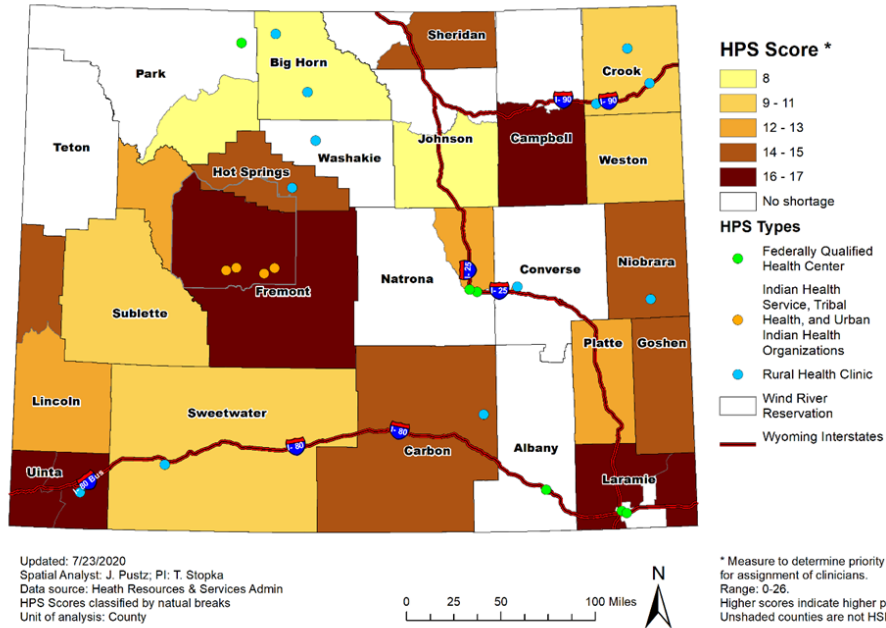 Sheridan
Park
Big Horn
Crook
I- 90
I- 90
Teton
Johnson
Campbell
Washakie
Weston
Hot Springs
Niobrara
I- 25
Converse
Natrona
I- 25
Fremont
Sublette
Platte
Goshen
Lincoln
Sweetwater
I- 80
I- 80
Carbon
Albany
Uinta
I-80 Bus
Laramie
HPS Score *
8
9 - 11
12 - 13
14 - 15
16 - 17
No shortage
HPS Types
Federally Qualified
Health Center
Indian Health
Service, Tribal
Health, and Urban
Indian Health
Organizations
Rural Health Clinic
Wind River
Reservation
Wyoming Interstates
Updated: 7/23/2020
Spatial Analyst: J. Pustz; PI: T. Stopka
Data source: Heath Resources & Services Admin
HPS Scores classified by natual breaks
Unit of analysis: County
N
0 25 50 100 Miles
* Measure to determine priority
for assignment of clinicians.
Range: 0-26.
Higher scores indicate higher p
Unshaded counties are not HS